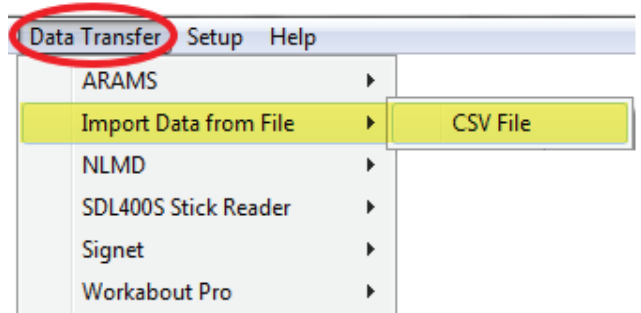 Data Transfer Setup Help
ARAMS
Import Data from File CSV File
NLMD
SDL400S Stick Reader
Signet
Workabout Pro